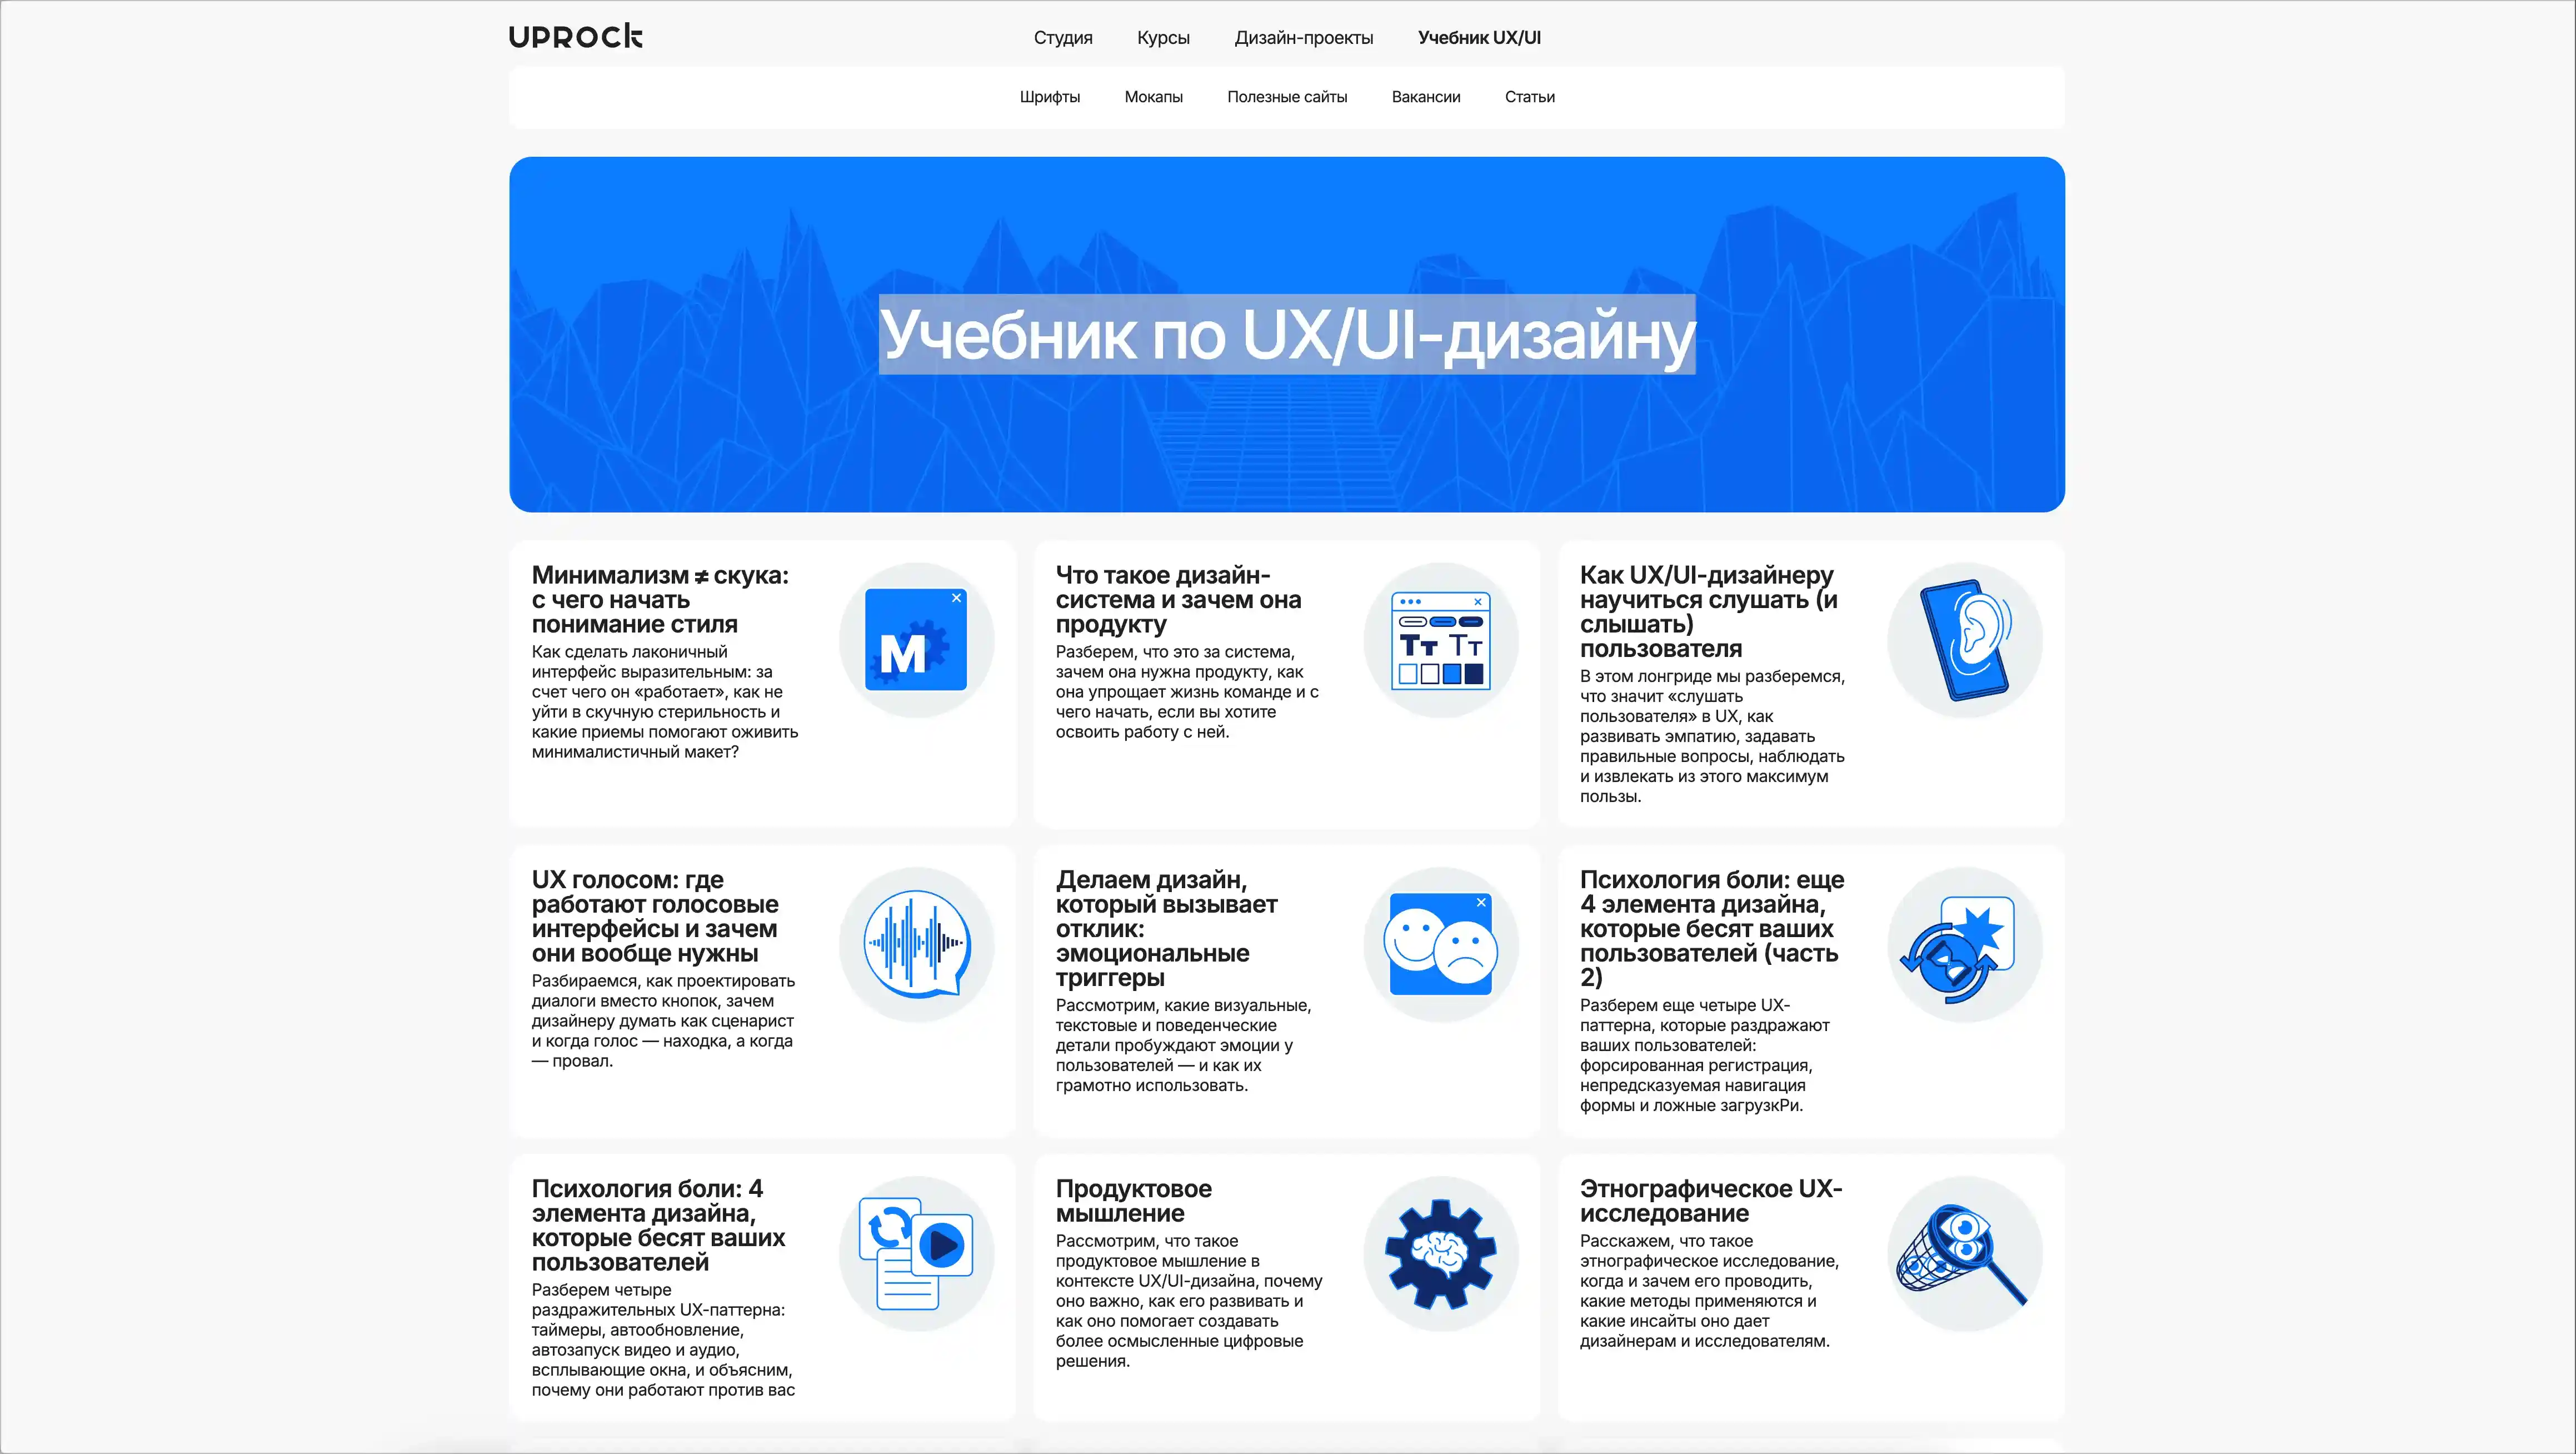 UPROCK
Студия Курсы Дизайн-проекты Учебник UX/UI
Шрифты Мокапы Полезные сайты Вакансии Статьи
Учебник по UX/UI-дизайну
Минимализм ≠ скука:
с чего начать
понимание стиля
Как сделать лаконичный
интерфейс выразительным: за
счет чего он «работает», как не
уйти в скучную стерильность и
какие приемы помогают оживить
минималистичный макет?
M
Что такое дизайн-
система и зачем она
продукту
Разберем, что это за система,
зачем она нужна продукту, как
она упрощает жизнь команде и с
чего начать, если вы хотите
освоить работу с ней.
Тт Тт
Как UX/UI-дизайнеру
научиться слушать (и
слышать)
пользователя
В этом лонгриде мы разберемся,
что значит «слушать
пользователя» в UX, как
развивать эмпатию, задавать
правильные вопросы, наблюдать
и извлекать из этого максимум
пользы.
UX голосом: где
работают голосовые
интерфейсы и зачем
они вообще нужны
Разбираемся, как проектировать
диалоги вместо кнопок, зачем
дизайнеру думать как сценарист
и когда голос — находка, а когда
— провал.
Делаем дизайн,
который вызывает
отклик:
эмоциональные
триггеры
Рассмотрим, какие визуальные,
текстовые и поведенческие
детали пробуждают эмоции у
пользователей — и как их
грамотно использовать.
Психология боли: еще
4 элемента дизайна,
которые бесят ваших
пользователей (часть
2)
Разберем еще четыре UX-
паттерна, которые раздражают
ваших пользователей:
форсированная регистрация,
непредсказуемая навигация
формы и ложные загрузкРи.
Психология боли: 4
элемента дизайна,
которые бесят ваших
пользователей
Разберем четыре
раздражительных UX-паттерна:
таймеры, автообновление,
автозапуск видео и аудио,
всплывающие окна, и объясним,
почему они работают против вас
Продуктовое
мышление
Рассмотрим, что такое
продуктовое мышление в
контексте UX/UI-дизайна, почему
оно важно, как его развивать и
как оно помогает создавать
более осмысленные цифровые
решения.
Этнографическое UX-
исследование
Расскажем, что такое
этнографическое исследование,
когда и зачем его проводить,
какие методы применяются и
какие инсайты оно дает
дизайнерам и исследователям.